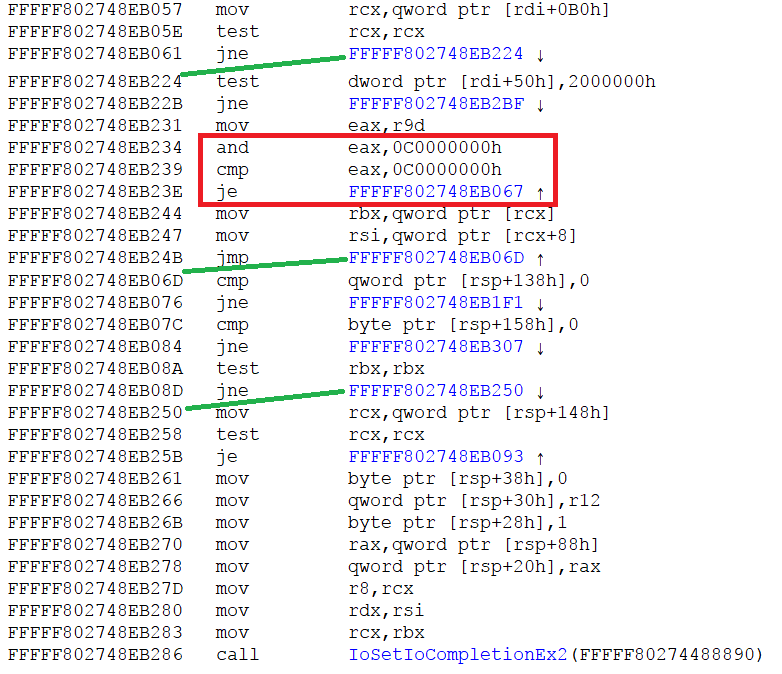 FFFFF802748EB057 mov rcx,qword ptr [rdi+0B0h]
FFFFF802748EB05E test rcx,rcx
FFFFF802748EB061 jne FFFFF802748EB224 ↓
FFFFF802748EB224 test dword ptr [rdi+50h],2000000h
FFFFF802748EB22B jne FFFFF802748EB2BF ↓
FFFFF802748EB231 mov eax,r9d
FFFFF802748EB234 and eax,0C0000000h
FFFFF802748EB239 cmp eax,0C0000000h
FFFFF802748EB23E je FFFFF802748EB067 ↑
FFFFF802748EB244 mov rbx,qword ptr [rcx]
FFFFF802748EB247 mov rsi,qword ptr [rcx+8]
FFFFF802748EB24B jmp FFFFF802748EB06D ↑
FFFFF802748EB06D cmp qword ptr [rsp+138h],0
FFFFF802748EB076 jne FFFFF802748EB1F1 ↓
FFFFF802748EB07C cmp byte ptr [rsp+158h],0
FFFFF802748EB084 jne FFFFF802748EB307 ↓
FFFFF802748EB08A test rbx,rbx
FFFFF802748EB08D jne FFFFF802748EB250 ↓
FFFFF802748EB250 mov rcx,qword ptr [rsp+148h]
FFFFF802748EB258 test rcx,rcx
FFFFF802748EB25B je FFFFF802748EB093 ↑
FFFFF802748EB261 mov byte ptr [rsp+38h],0
FFFFF802748EB266 mov qword ptr [rsp+30h],r12
FFFFF802748EB26B mov byte ptr [rsp+28h],1
FFFFF802748EB270 mov rax,qword ptr [rsp+88h]
FFFFF802748EB278 mov qword ptr [rsp+20h],rax
FFFFF802748EB27D mov r8,rcx
FFFFF802748EB280 mov rdx,rsi
FFFFF802748EB283 mov rcx,rbx
FFFFF802748EB286 call IoSetIoCompletionEx2(FFFFF80274488890)